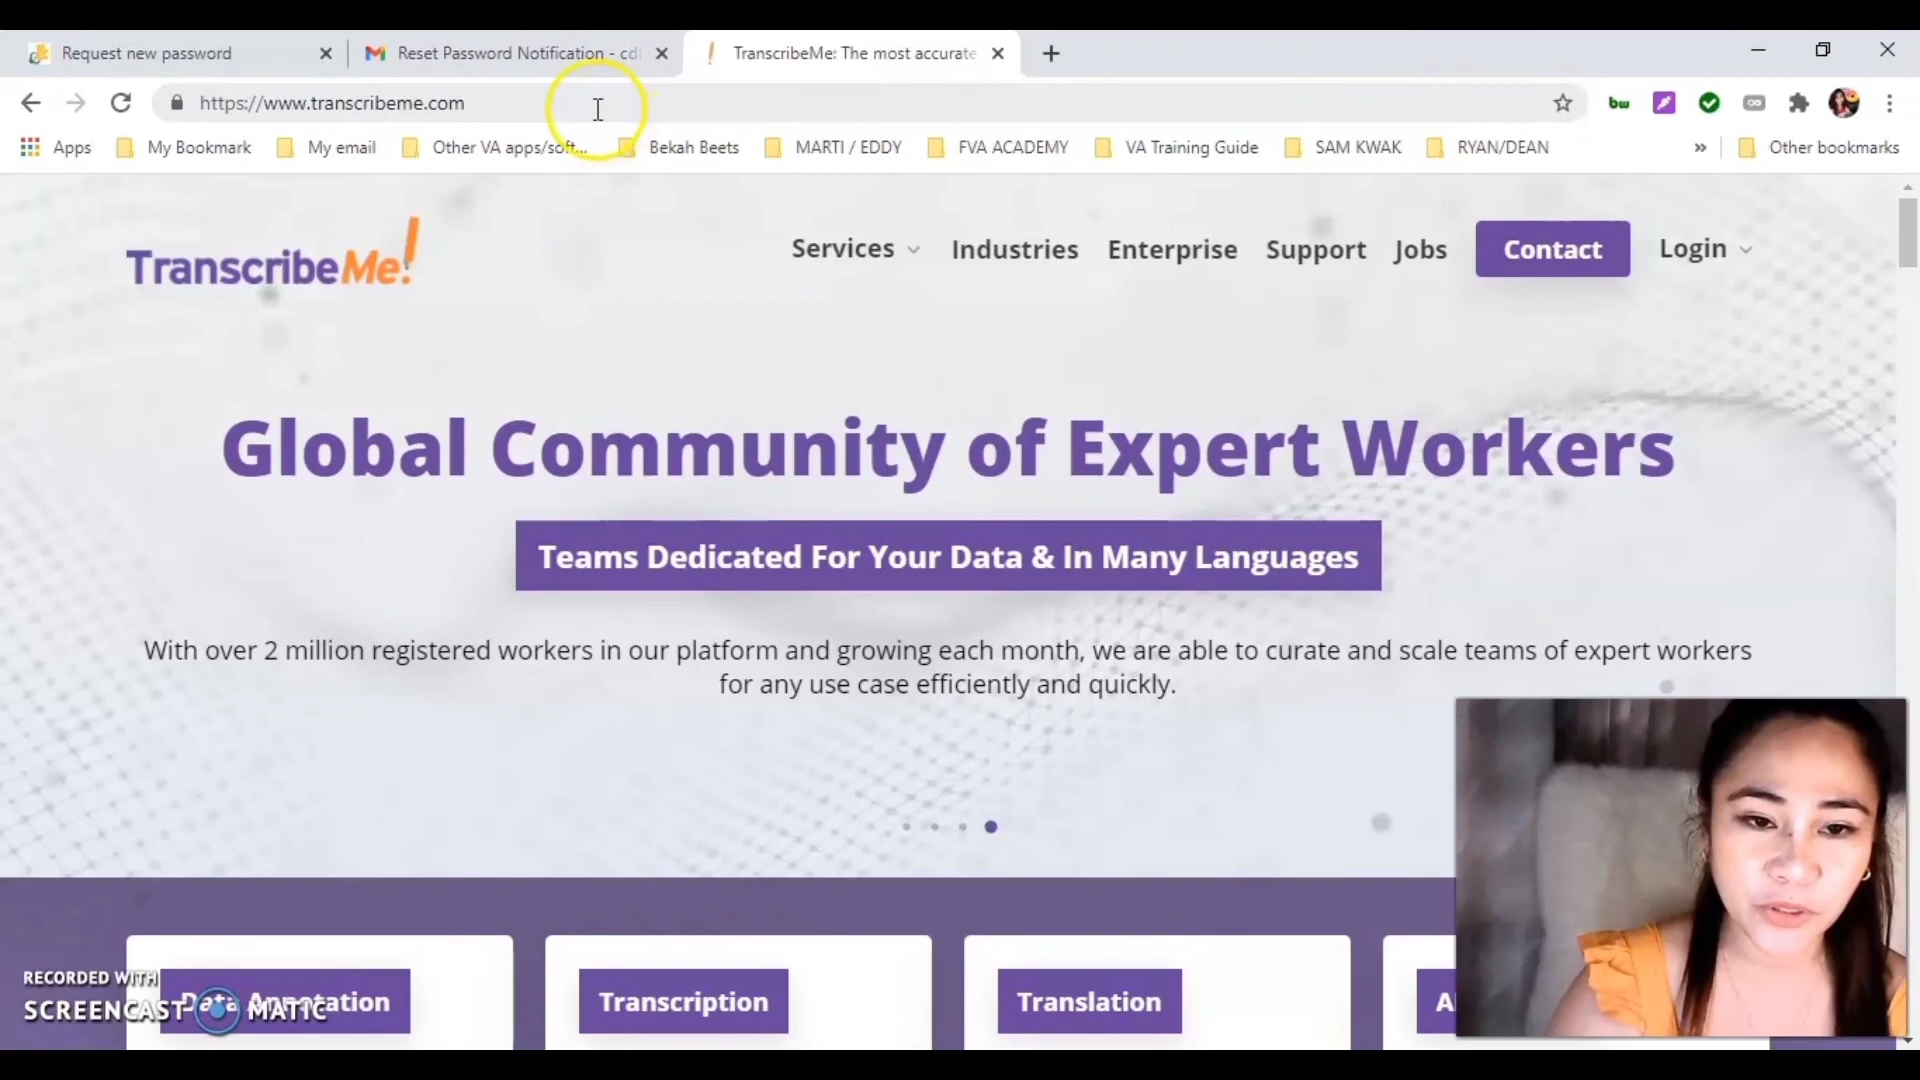 Request new password
Reset Password Notification - cdl
TranscribeMe: The most accurate
https://www.transcribeme.com
bw
Apps
My Bookmark
My email
Other VA apps/soft...
Bekah Beets
MARTI / EDDY
FVA ACADEMY
VA Training Guide
SAM KWAK
RYAN/DEAN
»
Other bookmarks
TranscribeMe!
Services
Industries
Enterprise
Support
Jobs
Contact
Login
Global Community of Expert Workers
Teams Dedicated For Your Data & In Many Languages
With over 2 million registered workers in our platform and growing each month, we are able to curate and scale teams of expert workers
for any use case efficiently and quickly.
Data Annotation
Transcription
Translation
RECORDED WITH
SCREENCAST MATIC